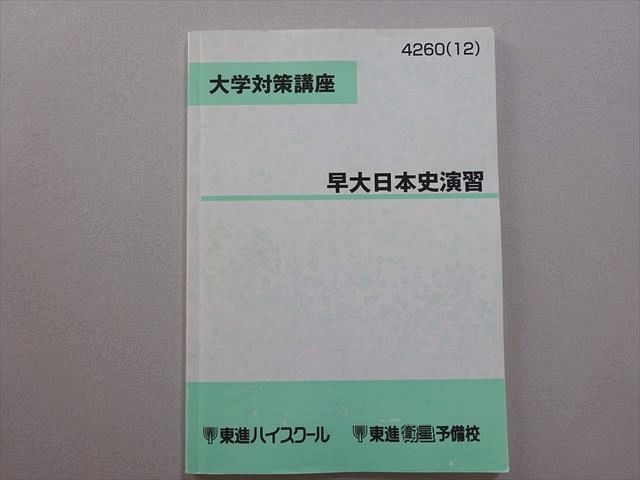 4260(12)
大学対策講座
早大日本史演習
東進ハイスクール 東進衛星予備校